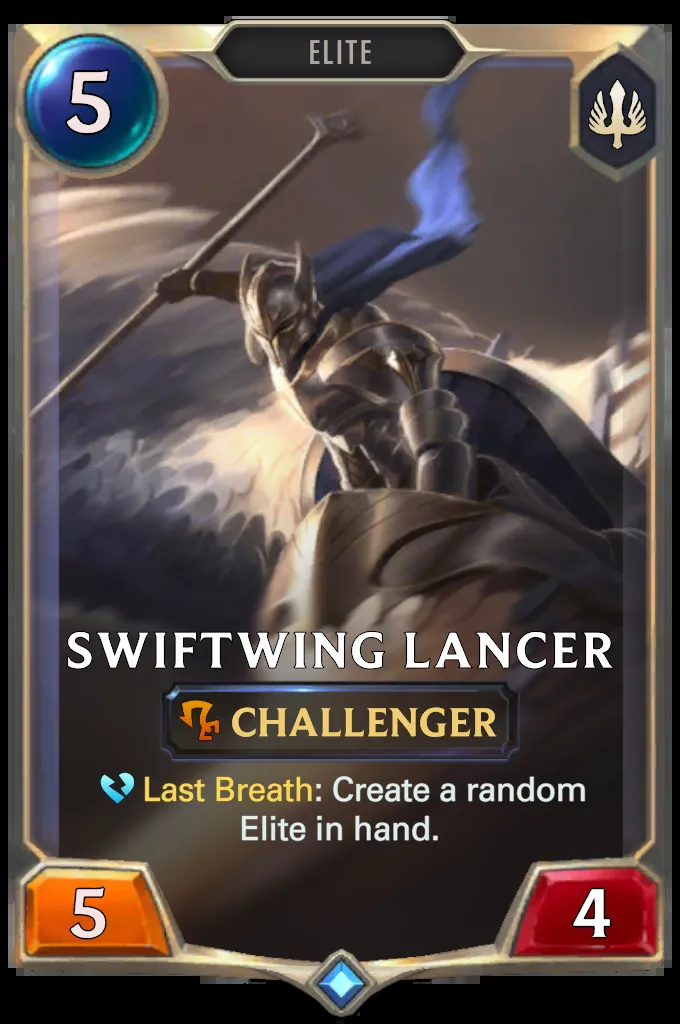 5
ELITE
SWIFTWING LANCER
CHALLENGER
Last Breath: Create a random
Elite in hand.
5
4